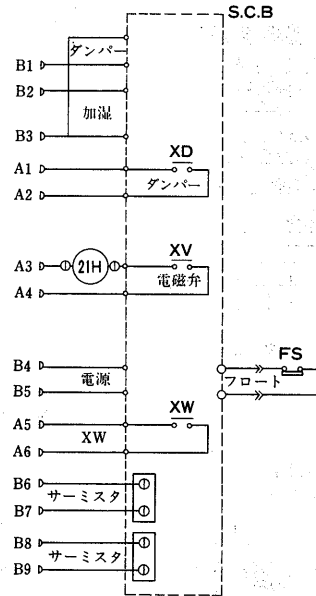 S.C.B
ダンパー
B1
B2
加湿
B3
XD
A1
ダンパー
A2
XV
A3
21H
電磁弁
A4
FS
B4
電源
フロート
B5
XW
A5
XW
A6
B6
サーミスタ
B7
B8
サーミスタ
B9